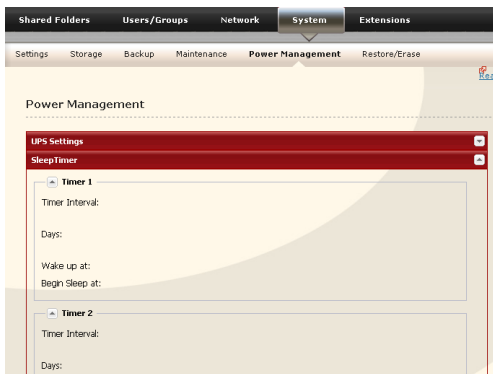 Shared Folders Users/Groups Network System Extensions
Settings Storage Backup Maintenance Power Management Restore/Erase
Power Management
UPS Settings
SleepTimer
Timer 1
Timer Interval:
Days:
Wake up at:
Begin Sleep at:
Timer 2
Timer Interval:
Days: